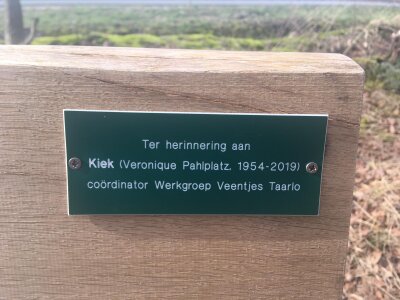 Ter herinnering aan
Kiek (Veronique Pahlplatz, 1954-2019)
coördinator Werkgroep Veentjes Taarlo